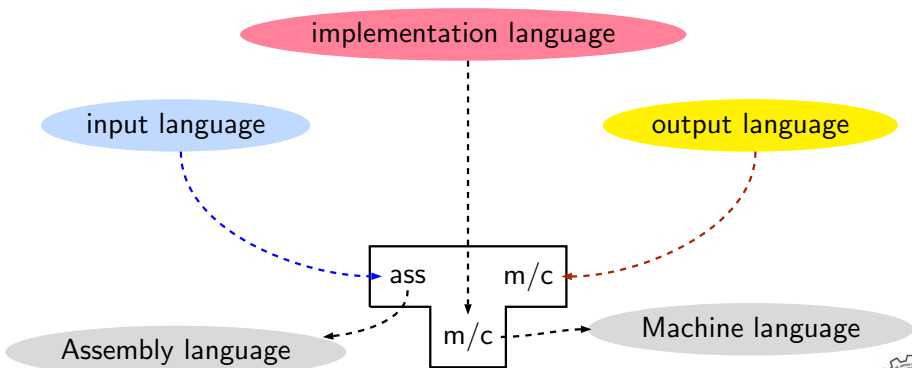 implementation language
input language
output language
ass
m/c
m/c
Machine language
Assembly language